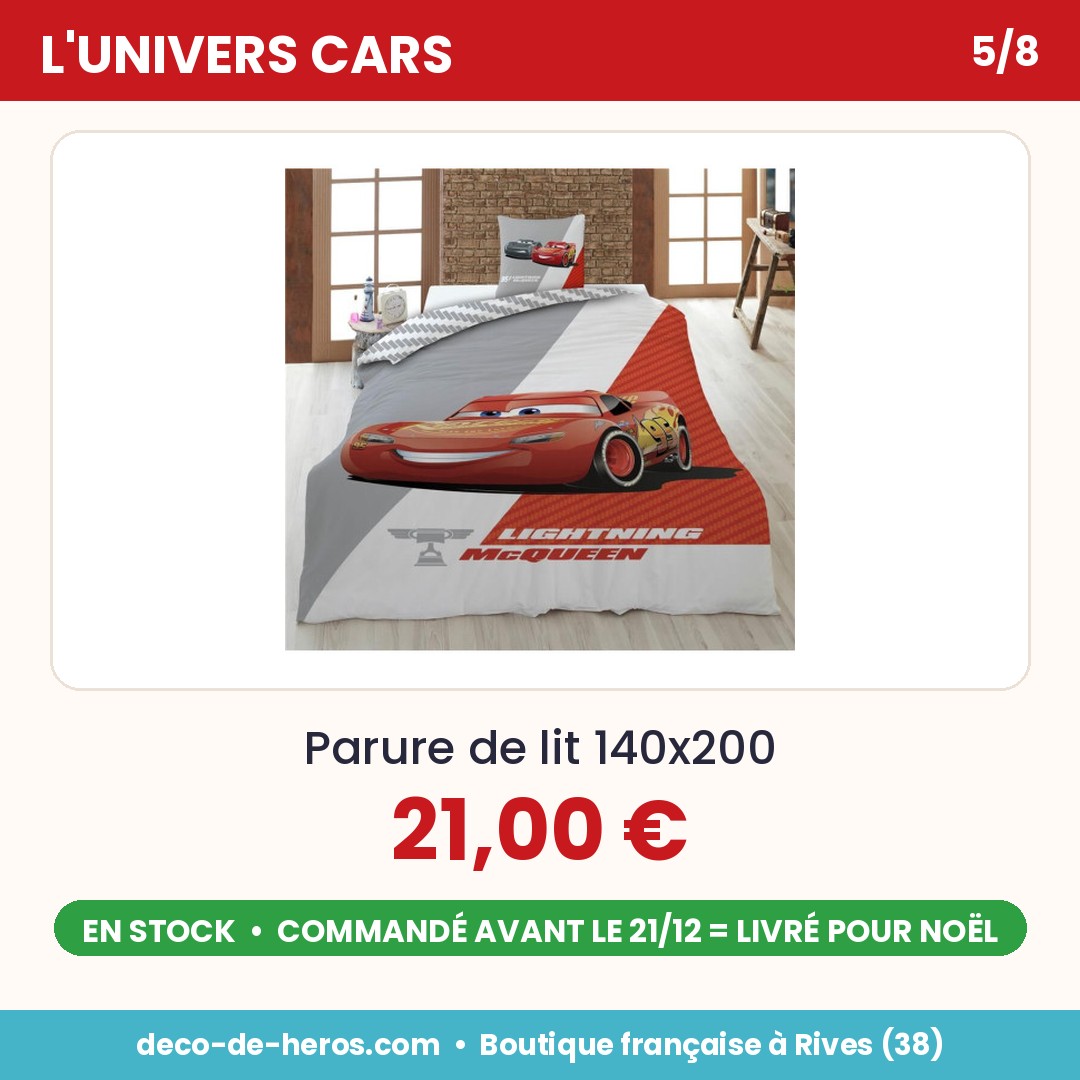 L'UNIVERS CARS
5/8
LIGHTNING
McQUEEN
95
Parure de lit 140x200
21,00 €
EN STOCK • COMMANDÉ AVANT LE 21/12 = LIVRÉ POUR NOËL
deco-de-heros.com • Boutique française à Rives (38)